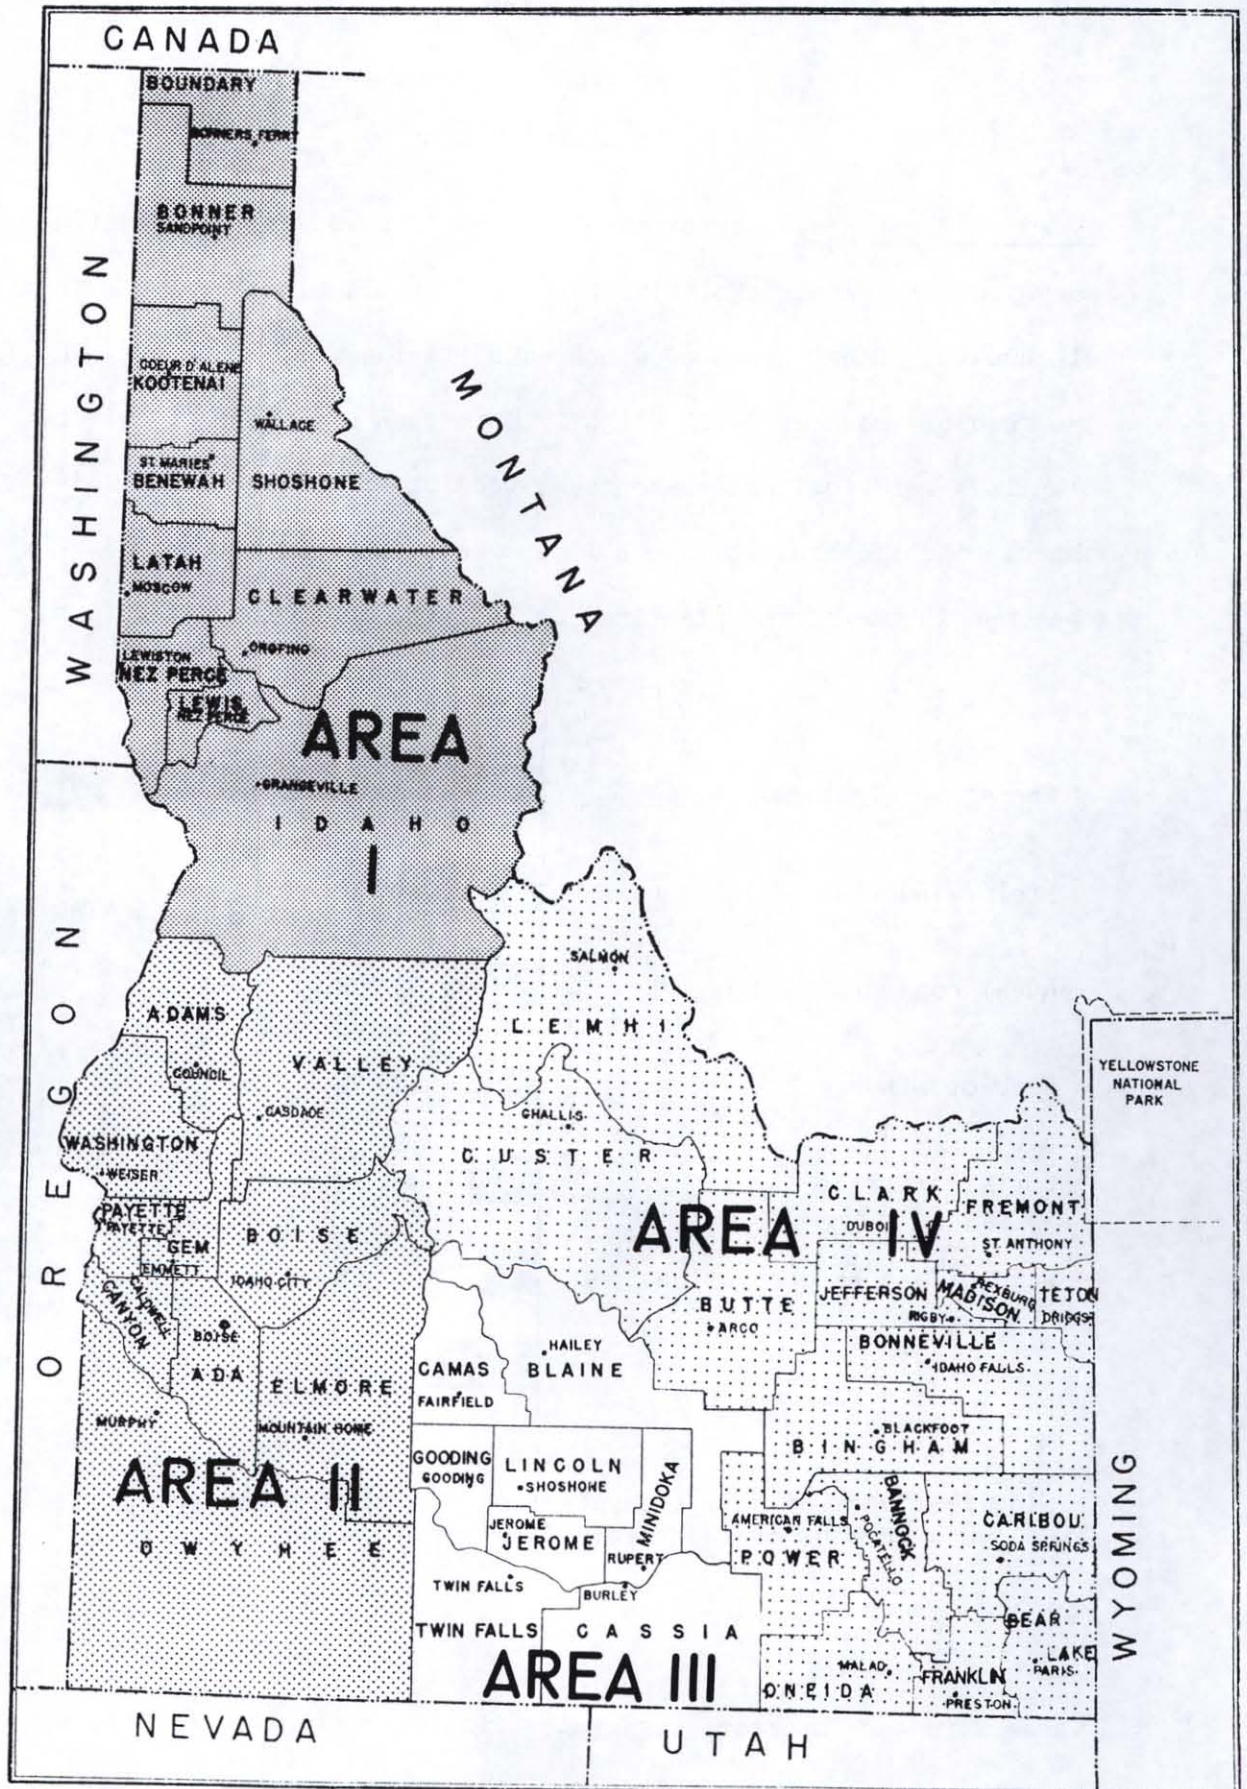 CANADA
BOUNDARY
BONNERS FERRY
BONNER
SANDPOINT
WASHINGTON
COEUR D'ALENE
KOOTENAI
MONTANA
WALLACE
ST. MARIES
BENEWAH
SHOSHONE
LATAH
MOSCOW
CLEARWATER
OROFINO
LEWISTON
NEZ PERCE
LEWIS
NEZ PERCE
AREA
GRANGEVILLE
IDAHO
I
OREGON
SALMON
LEMHI
ADAMS
COUNCIL
VALLEY
CASCADE
YELLOWSTONE
NATIONAL
PARK
CHALLIS
CUSTER
WASHINGTON
WEISER
PAYETTE
PAYETTE
GEM
EMMETT
BOISE
IDAHO CITY
AREA IV
CLARK
DUBOI
FREMONT
ST. ANTHONY
CANYON
CALDWELL
BOISE
ADA
ELMORE
MOUNTAIN HOME
MURPHY
BUTTE
ARCO
JEFFERSON
RIGBY
REXBURG
MADISON
TETON
DRIGGS
BONNEVILLE
IDAHO FALLS
HAILEY
BLAINE
CAMAS
FAIRFIELD
BLACKFOOT
BINGHAM
AREA II
OWYHEE
GOODING
GOODING
LINCOLN
SHOSHONE
MINIDOKA
RUPERT
JEROME
JEROME
AMERICAN FALLS
POWER
BANNOCK
POCATELLO
CARIBOU
SODA SPRINGS
WYOMING
TWIN FALLS
BURLEY
TWIN FALLS
CASSIA
AREA III
BEAR
LAKE
PARIS
MALAD
ONEIDA
FRANKLIN
PRESTON
NEVADA
UTAH